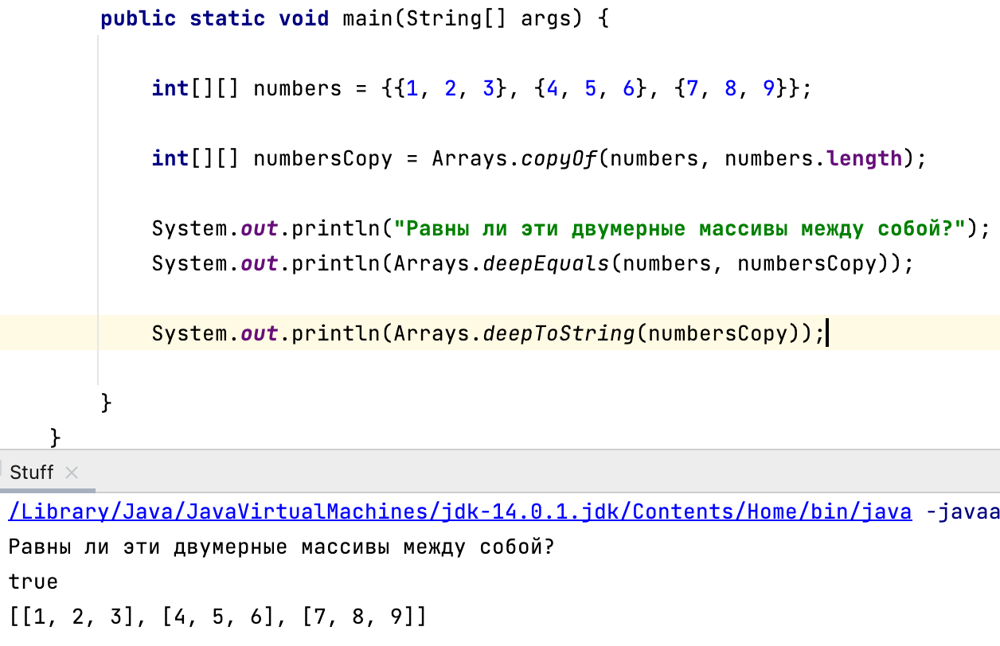 public static void main(String[] args) {
int[][] numbers = {{1, 2, 3}, {4, 5, 6}, {7, 8, 9}};
int[][] numbersCopy = Arrays.copyOf(numbers, numbers.length);
System.out.println("Равны ли эти двумерные массивы между собой?");
System.out.println(Arrays.deepEquals(numbers, numbersCopy));
System.out.println(Arrays.deepToString(numbersCopy));
}
}
Stuff ×
/Library/Java/JavaVirtualMachines/jdk-14.0.1.jdk/Contents/Home/bin/java -javaa
Равны ли эти двумерные массивы между собой?
true
[[1, 2, 3], [4, 5, 6], [7, 8, 9]]